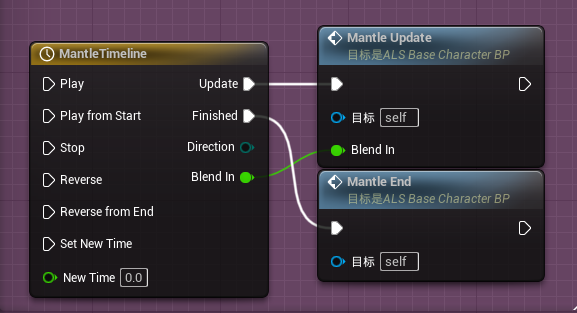 MantleTimeline
Play
Update
Play from Start
Finished
Stop
Direction
Reverse
Blend In
Reverse from End
Set New Time
New Time 0.0
Mantle Update
目标是ALS Base Character BP
目标 self
Blend In
Mantle End
目标是ALS Base Character BP
目标 self